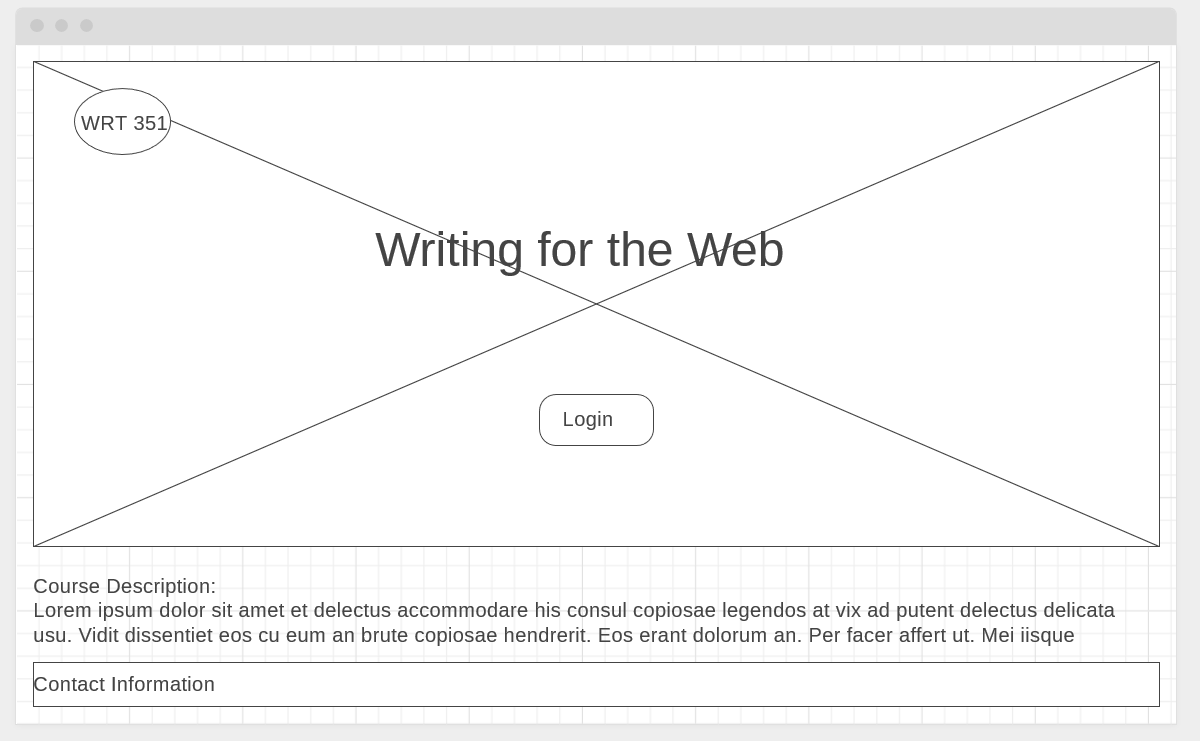 WRT 351
Writing for the Web
Login
Course Description:
Lorem ipsum dolor sit amet et delectus accommodare his consul copiosae legendos at vix ad putent delectus delicata
usu. Vidit dissentiet eos cu eum an brute copiosae hendrerit. Eos erant dolorum an. Per facer affert ut. Mei iisque
Contact Information